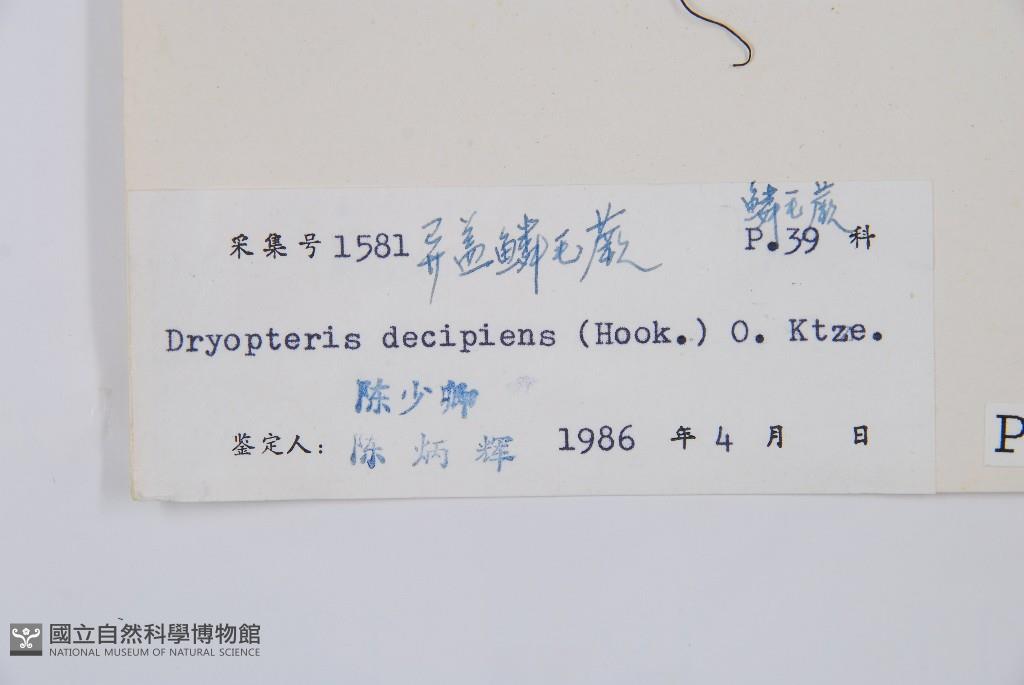 鳞毛蕨
采集号 1581 异盖鳞毛蕨 P.39 科
Dryopteris decipiens (Hook.) O. Ktze.
陈少卿
鉴定人: 陈炳辉 1986 年 4 月 日
P
國立自然科學博物館
NATIONAL MUSEUM OF NATURAL SCIENCE